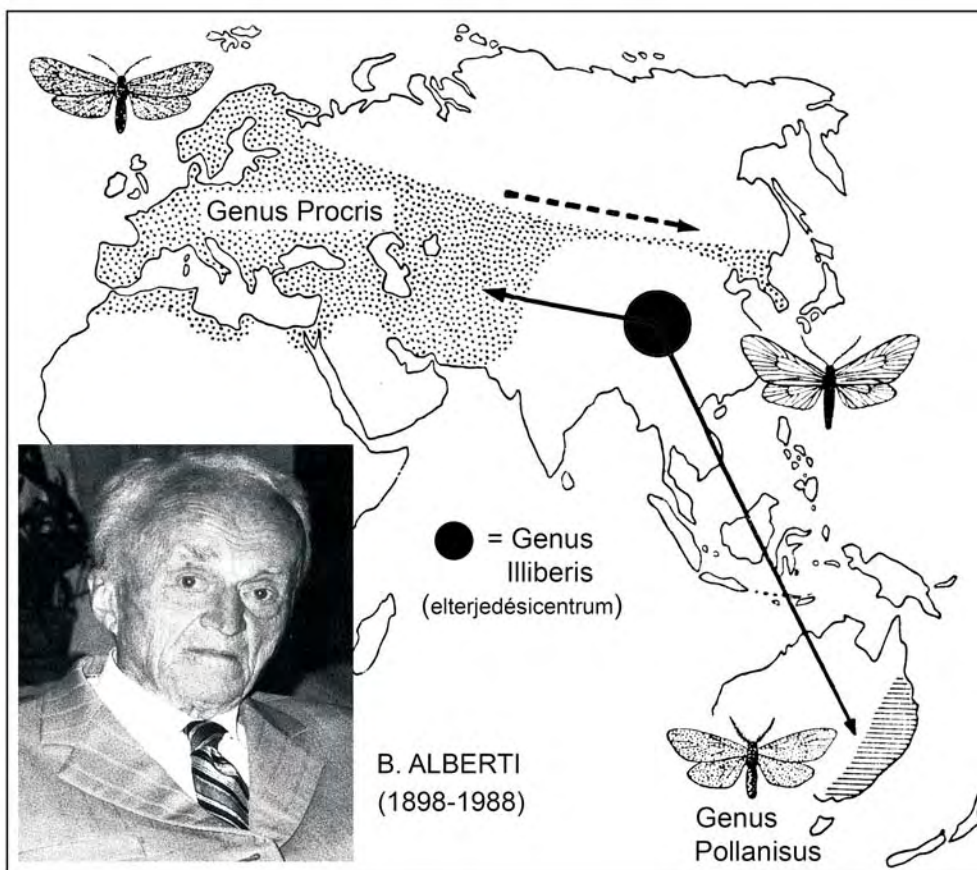 Genus Procris
= Genus
Illiberis
(elterjedésicentrum)
B. ALBERTI
(1898-1988)
Genus
Pollanisus